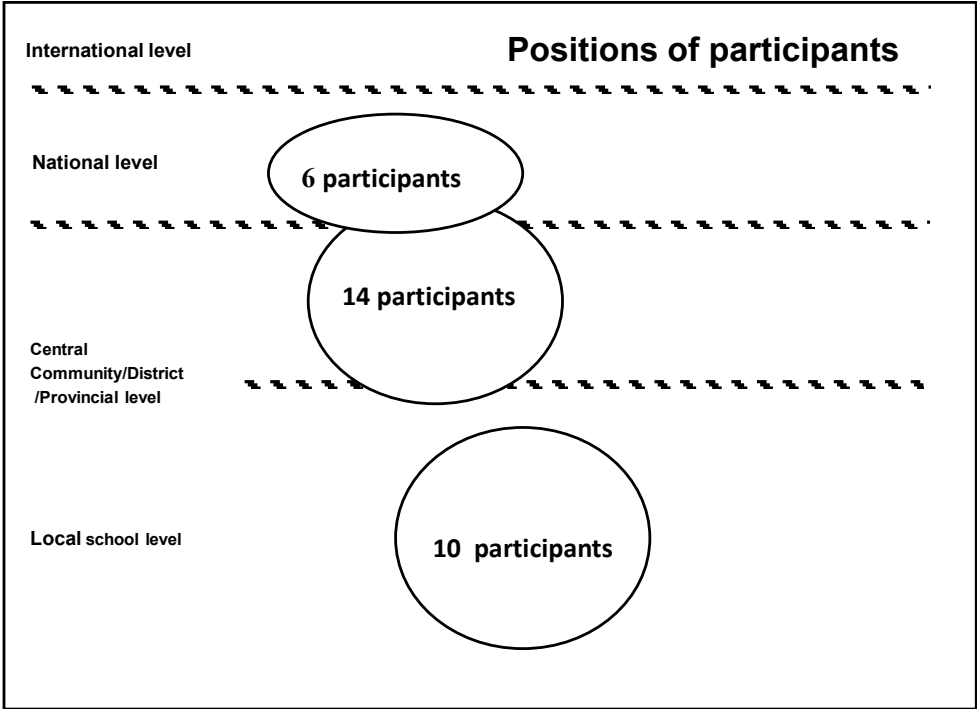 International level
Positions of participants
National level
6 participants
14 participants
Central
Community/District
/Provincial level
Local school level
10 participants